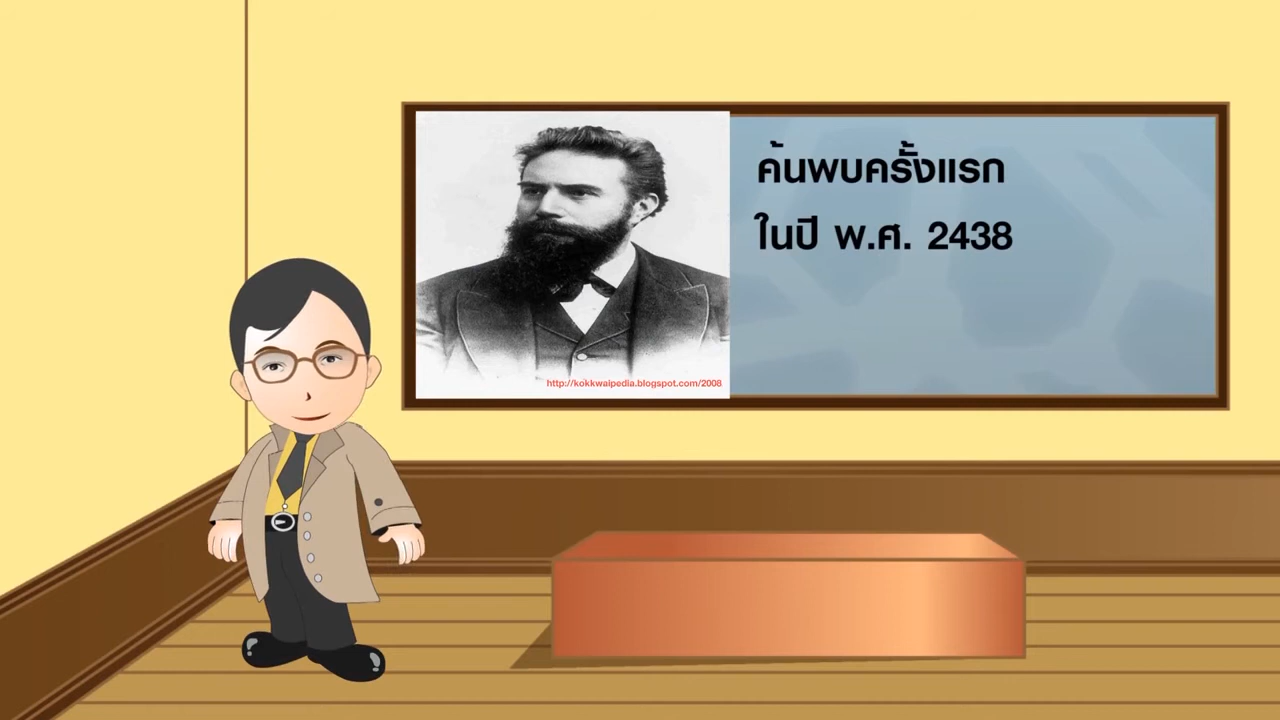 ค้นพบครั้งแรก
ในปี พ.ศ. 2438
http://kokkwaipedia.blogspot.com/2008